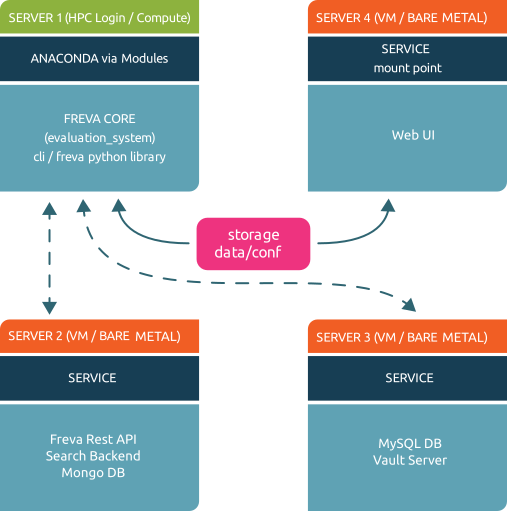 SERVER 1 (HPC Login / Compute)
ANACONDA via Modules
FREVA CORE
(evaluation_system)
cli / freva python library
SERVER 4 (VM / BARE METAL)
SERVICE
mount point
Web UI
storage
data/conf
SERVER 2 (VM / BARE METAL)
SERVICE
Freva Rest API
Search Backend
Mongo DB
SERVER 3 (VM / BARE METAL)
SERVICE
MySQL DB
Vault Server